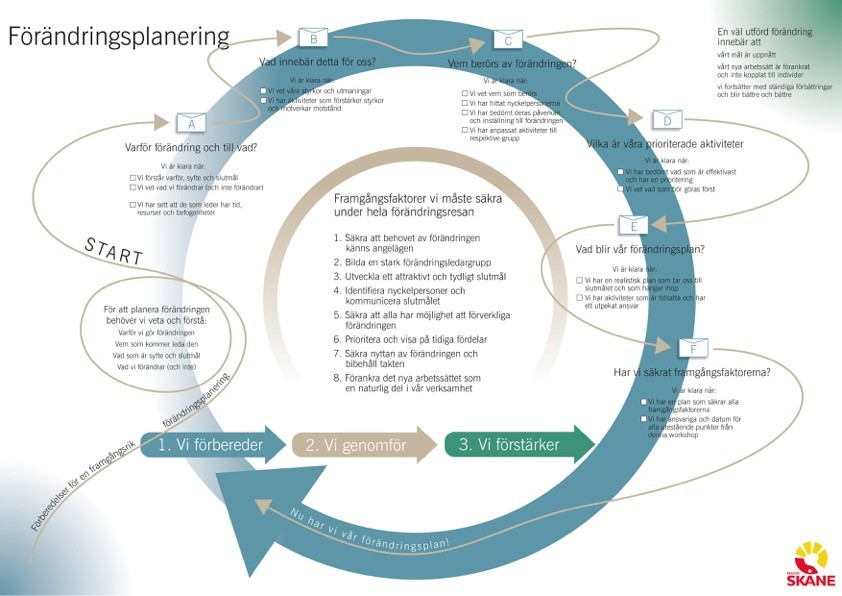 Förändringsplanering
B
Vad innebär detta för oss?
Vi är klara när:
Vi vet våra styrkor och utmaningar
Vi har aktiviteter som förstärker styrkor
och motverkar motstånd
C
Vem berörs av förändringen?
Vi är klara när:
Vi vet vem som berörs
Vi har hittat nyckelpersonerna
Vi har bedömt deras påverkan
och inställning till förändringen
Vi har anpassat aktiviteter till
respektive grupp
En väl utförd förändring
innebär att
vårt mål är uppnått
vårt nya arbetssätt är förankrat
och inte kopplat till individer
vi fortsätter med ständiga förbättringar
och blir bättre och bättre
A
Varför förändring och till vad?
Vi är klara när:
Vi förstår varför, syfte och slutmål
Vi vet vad vi förändrar (och inte förändrar)
Vi har sett att de som leder har tid,
resurser och befogenheter
D
Vilka är våra prioriterade aktiviteter
Vi är klara när:
Vi har bedömt vad som är effektivast
och har en prioritering
Vi vet vad som bör göras först
E
Vad blir vår förändringsplan?
Vi är klara när:
Vi har en realistisk plan som tar oss till
slutmålet och som hänger ihop
Vi har aktiviteter som är tidsatta och har
ett utpekat ansvar
F
Har vi säkrat framgångsfaktorerna?
Vi är klara när:
Vi har en plan som säkrar alla
framgångsfaktorerna
Vi har ansvariga och datum för
alla utestående punkter från
denna workshop
Framgångsfaktorer vi måste säkra
under hela förändringsresan
1. Säkra att behovet av förändringen
känns angelägen
2. Bilda en stark förändringsledargrupp
3. Utveckla ett attraktivt och tydligt slutmål
4. Identifiera nyckelpersoner och
kommunicera slutmålet
5. Säkra att alla har möjlighet att förverkliga
förändringen
6. Prioritera och visa på tidiga fördelar
7. Säkra nyttan av förändringen och
bibehåll takten
8. Förankra det nya arbetssättet som
en naturlig del i vår verksamhet
START
För att planera förändringen
behöver vi veta och förstå:
Varför vi gör förändringen
Vem som kommer leda den
Vad som är syfte och slutmål
Vad vi förändrar (och inte)
Förberedelser för en framgångsrik förändringsplanering
1. Vi förbereder
2. Vi genomför
3. Vi förstärker
Nu har vi vår förändringsplan!
REGION
SKÅNE